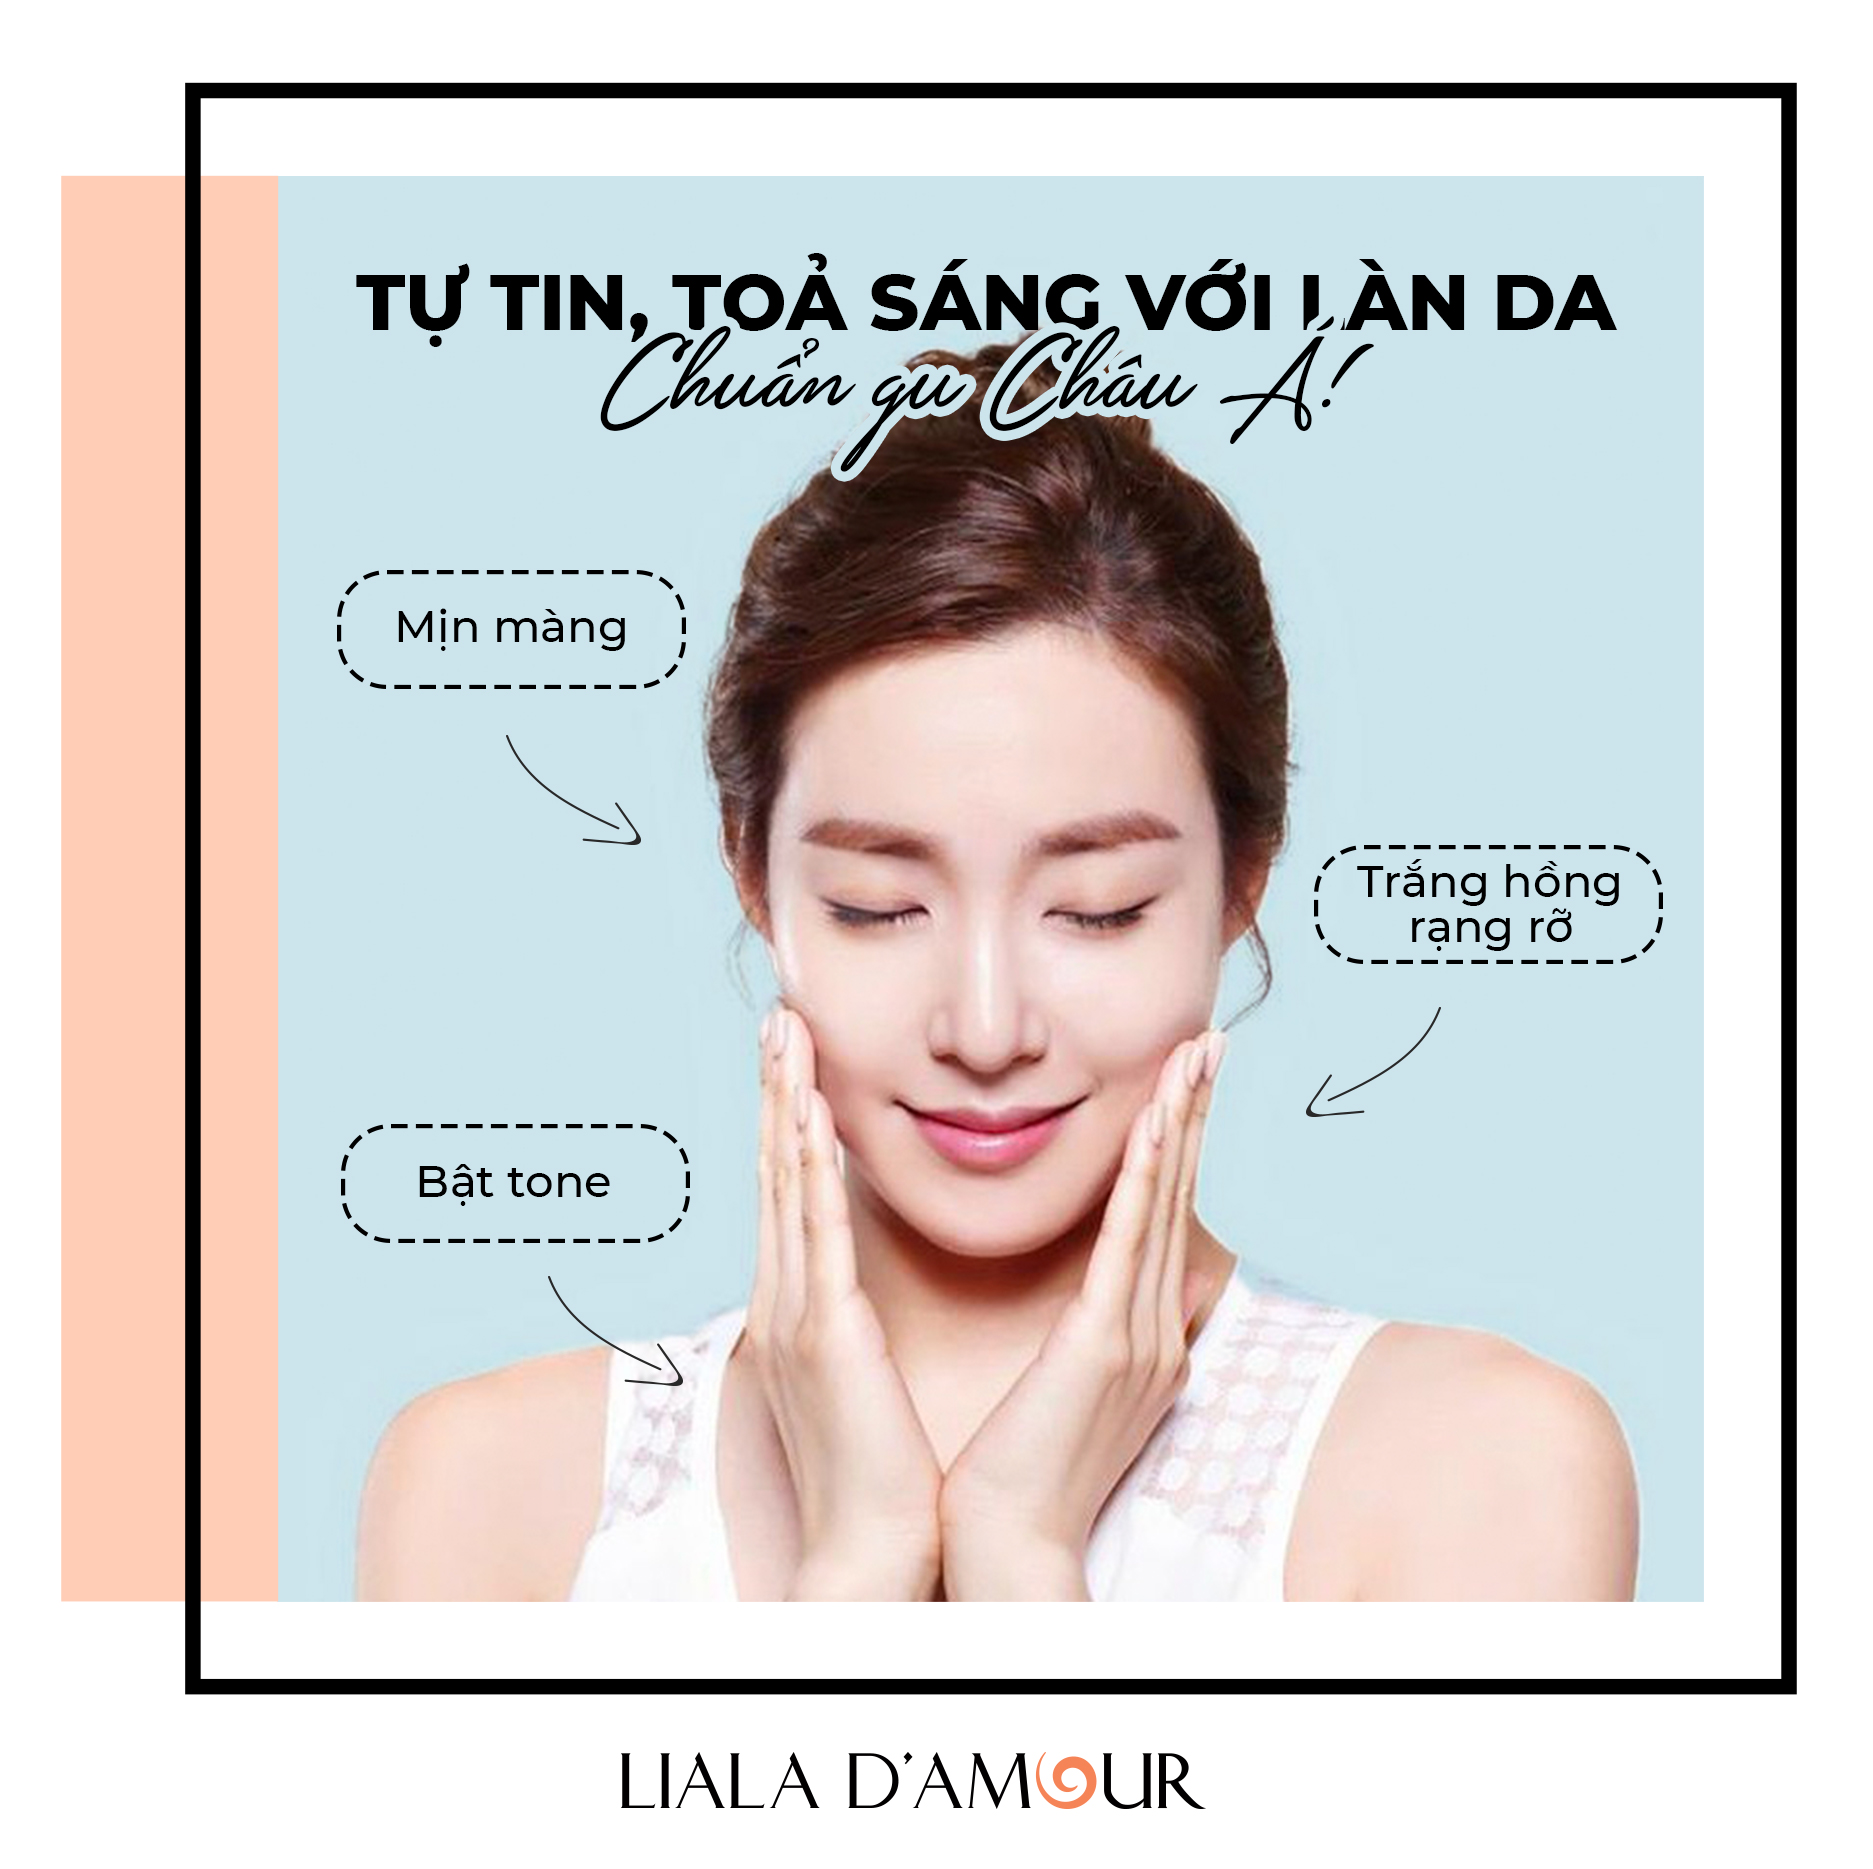 TỰ TIN, TOẢ SÁNG VỚI LÀN DA
Chuẩn gu Châu Á!
Mịn màng
Trắng hồng
rạng rỡ
Bật tone
LIALA D'AMOUR